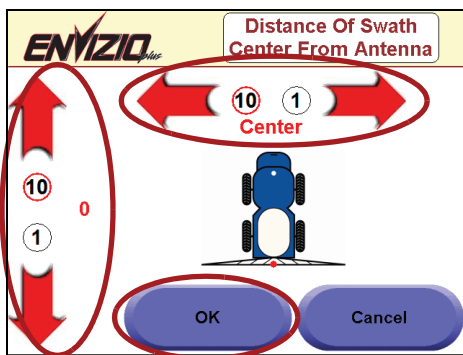 ENVIZIO plus
Distance Of Swath
Center From Antenna
10 1
Center
10
0
1
OK
Cancel